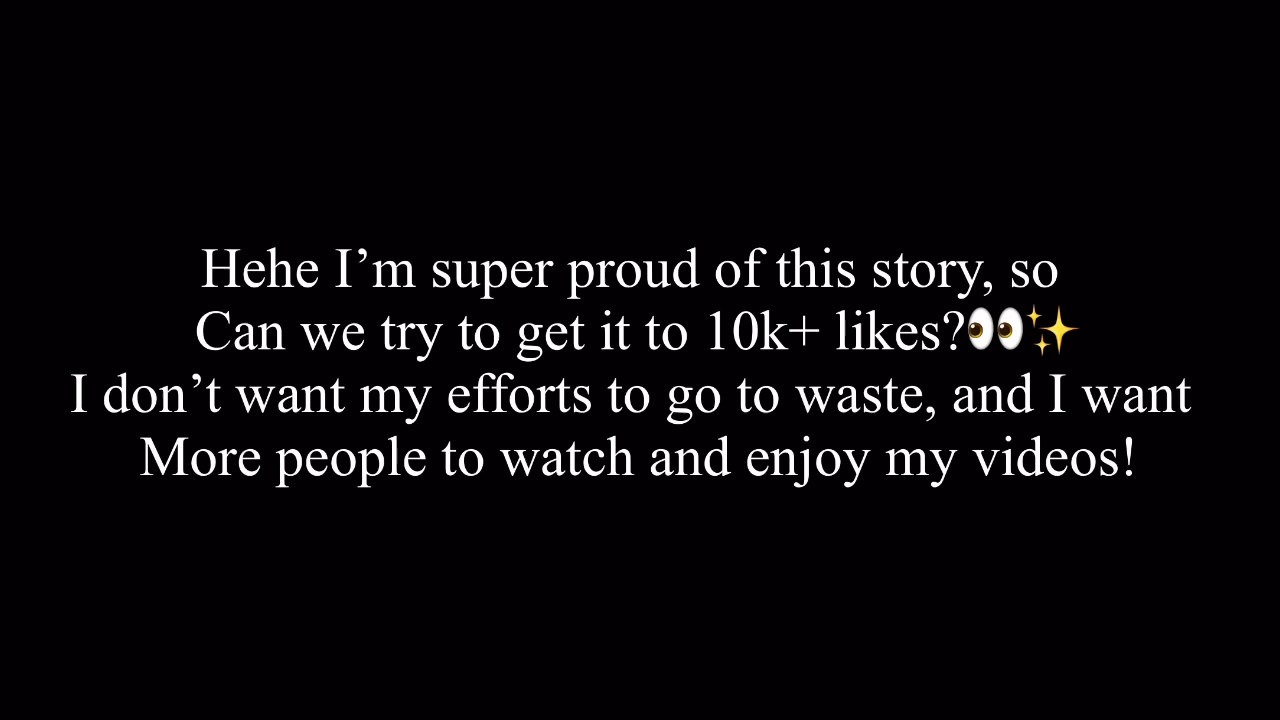 Hehe I’m super proud of this story, so
Can we try to get it to 10k+ likes?👀✨
I don’t want my efforts to go to waste, and I want
More people to watch and enjoy my videos!